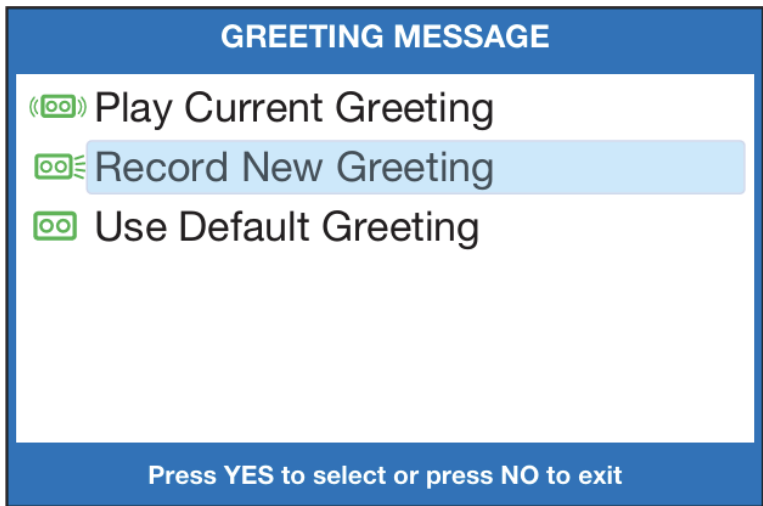 GREETING MESSAGE
Play Current Greeting
Record New Greeting
Use Default Greeting
Press YES to select or press NO to exit